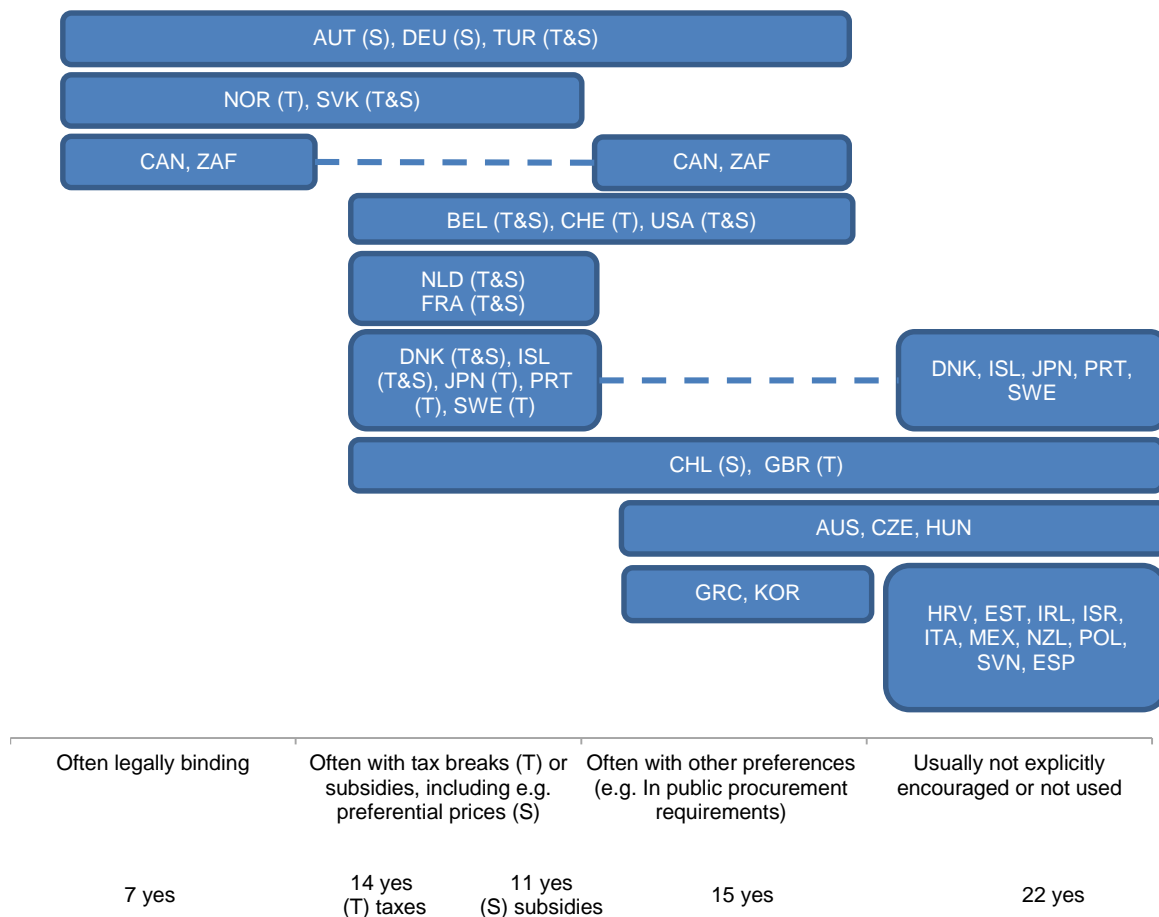 AUT (S), DEU (S), TUR (T&S)
NOR (T), SVK (T&S)
CAN, ZAF
CAN, ZAF
BEL (T&S), CHE (T), USA (T&S)
NLD (T&S)
FRA (T&S)
DNK (T&S), ISL
(T&S), JPN (T), PRT
(T), SWE (T)
DNK, ISL, JPN, PRT,
SWE
CHL (S), GBR (T)
AUS, CZE, HUN
GRC, KOR
HRV, EST, IRL, ISR,
ITA, MEX, NZL, POL,
SVN, ESP
Often legally binding
Often with tax breaks (T) or
subsidies, including e.g.
preferential prices (S)
Often with other preferences
(e.g. In public procurement
requirements)
Usually not explicitly
encouraged or not used
7 yes
14 yes
(T) taxes
11 yes
(S) subsidies
15 yes
22 yes